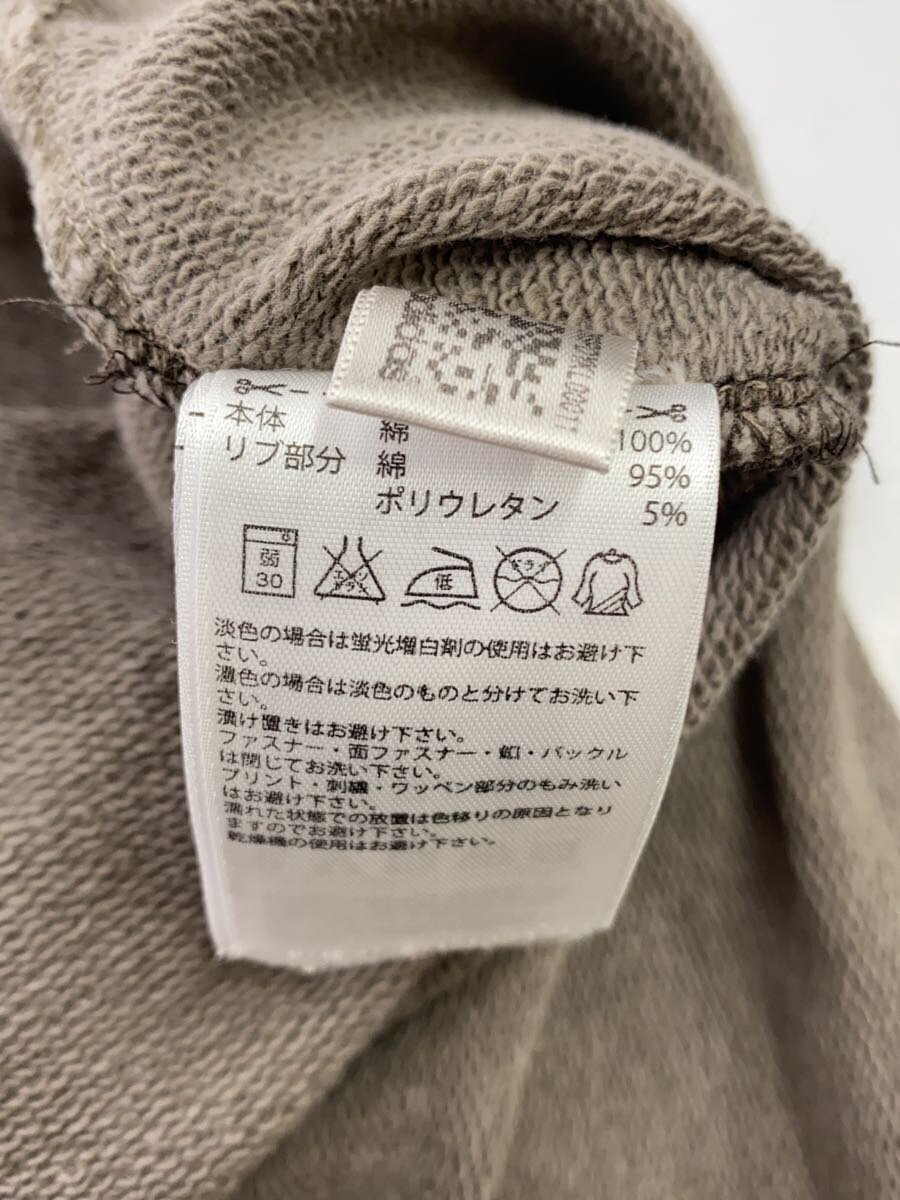 本体 綿 100%
リブ部分 綿 95%
ポリウレタン 5%
弱 30 低 ドライ
淡色の場合は蛍光増白剤の使用はお避け下
さい。
濃色の場合は淡色のものと分けてお洗い下
さい。
漬け置きはお避け下さい。
ファスナー・面ファスナー・釦・バックル
は閉じてお洗い下さい。
プリント・刺繍・ワッペン部分のもみ洗い
はお避け下さい。
濡れた状態での放置は色移りの原因となり
ますのでお避け下さい。
乾燥機の使用はお避け下さい。